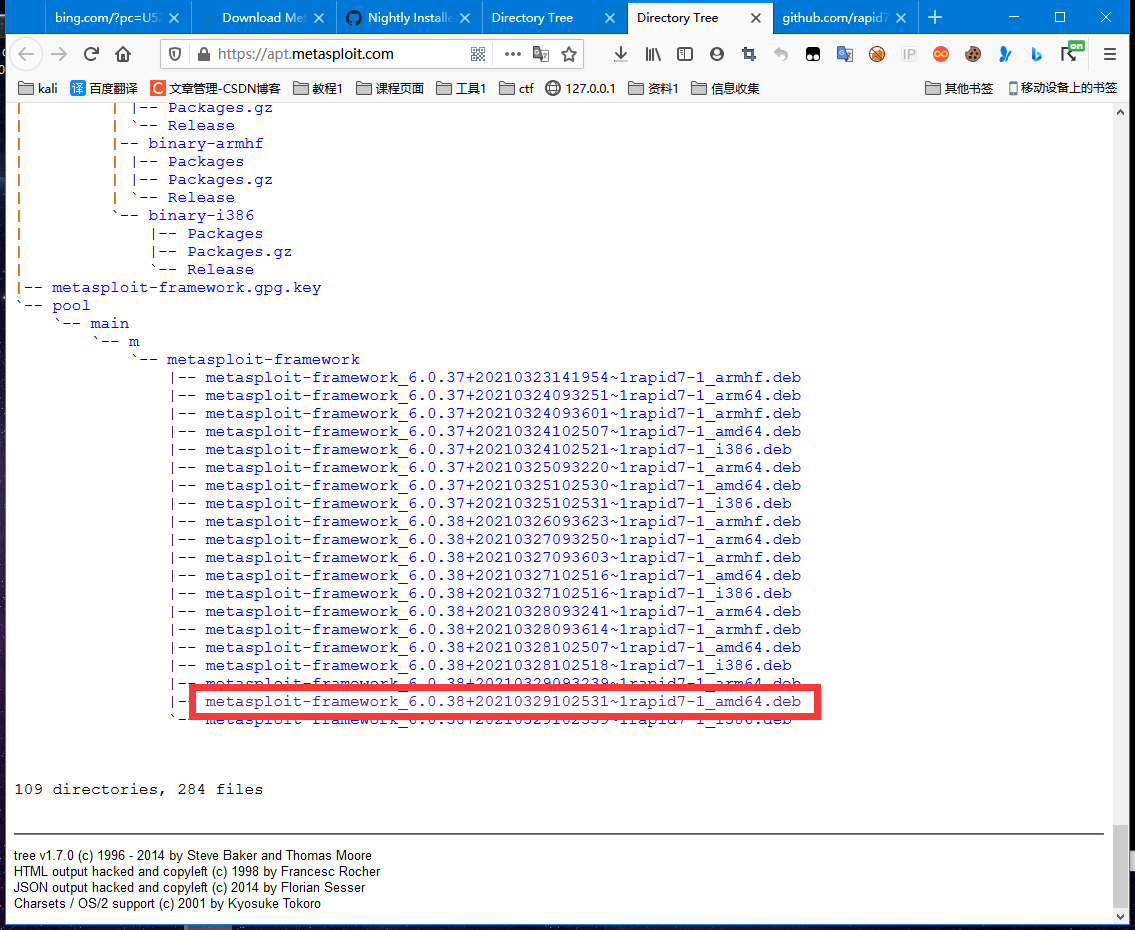 bing.com/?pc=U5
Download Met
Nightly Installe
Directory Tree
Directory Tree
github.com/rapid7
https://apt.metasploit.com
IP
on
kali
译 百度翻译
C 文章管理-CSDN博客
教程1
课程页面
工具1
ctf
127.0.0.1
资料1
信息收集
其他书签
移动设备上的书签
| | |-- Packages.gz
| | `-- Release
| |-- binary-armhf
| | |-- Packages
| | |-- Packages.gz
| | `-- Release
| `-- binary-i386
| |-- Packages
| |-- Packages.gz
| `-- Release
|-- metasploit-framework.gpg.key
`-- pool
`-- main
`-- m
`-- metasploit-framework
|-- metasploit-framework_6.0.37+20210323141954~1rapid7-1_armhf.deb
|-- metasploit-framework_6.0.37+20210324093251~1rapid7-1_arm64.deb
|-- metasploit-framework_6.0.37+20210324093601~1rapid7-1_armhf.deb
|-- metasploit-framework_6.0.37+20210324102507~1rapid7-1_amd64.deb
|-- metasploit-framework_6.0.37+20210324102521~1rapid7-1_i386.deb
|-- metasploit-framework_6.0.37+20210325093220~1rapid7-1_arm64.deb
|-- metasploit-framework_6.0.37+20210325102530~1rapid7-1_amd64.deb
|-- metasploit-framework_6.0.37+20210325102531~1rapid7-1_i386.deb
|-- metasploit-framework_6.0.38+20210326093623~1rapid7-1_armhf.deb
|-- metasploit-framework_6.0.38+20210327093250~1rapid7-1_arm64.deb
|-- metasploit-framework_6.0.38+20210327093603~1rapid7-1_armhf.deb
|-- metasploit-framework_6.0.38+20210327102516~1rapid7-1_amd64.deb
|-- metasploit-framework_6.0.38+20210327102516~1rapid7-1_i386.deb
|-- metasploit-framework_6.0.38+20210328093241~1rapid7-1_arm64.deb
|-- metasploit-framework_6.0.38+20210328093614~1rapid7-1_armhf.deb
|-- metasploit-framework_6.0.38+20210328102507~1rapid7-1_amd64.deb
|-- metasploit-framework_6.0.38+20210328102518~1rapid7-1_i386.deb
|-- metasploit-framework_6.0.38+20210329093239~1rapid7-1_arm64.deb
|-- metasploit-framework_6.0.38+20210329102531~1rapid7-1_amd64.deb
109 directories, 284 files
tree v1.7.0 (c) 1996 - 2014 by Steve Baker and Thomas Moore
HTML output hacked and copyleft (c) 1998 by Francesc Rocher
JSON output hacked and copyleft (c) 2014 by Florian Sesser
Charsets / OS/2 support (c) 2001 by Kyosuke Tokoro